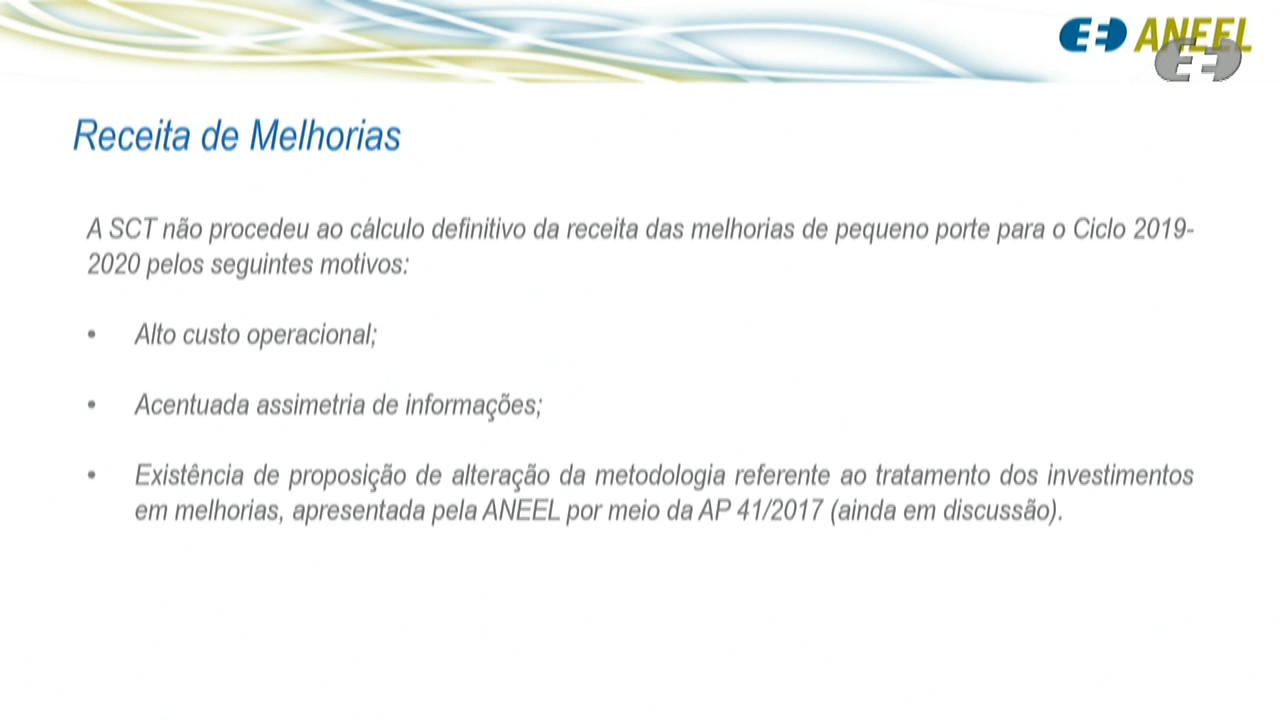 ANEEL
Receita de Melhorias
A SCT não procedeu ao cálculo definitivo da receita das melhorias de pequeno porte para o Ciclo 2019-
2020 pelos seguintes motivos:
• Alto custo operacional;
• Acentuada assimetria de informações;
• Existência de proposição de alteração da metodologia referente ao tratamento dos investimentos
em melhorias, apresentada pela ANEEL por meio da AP 41/2017 (ainda em discussão).